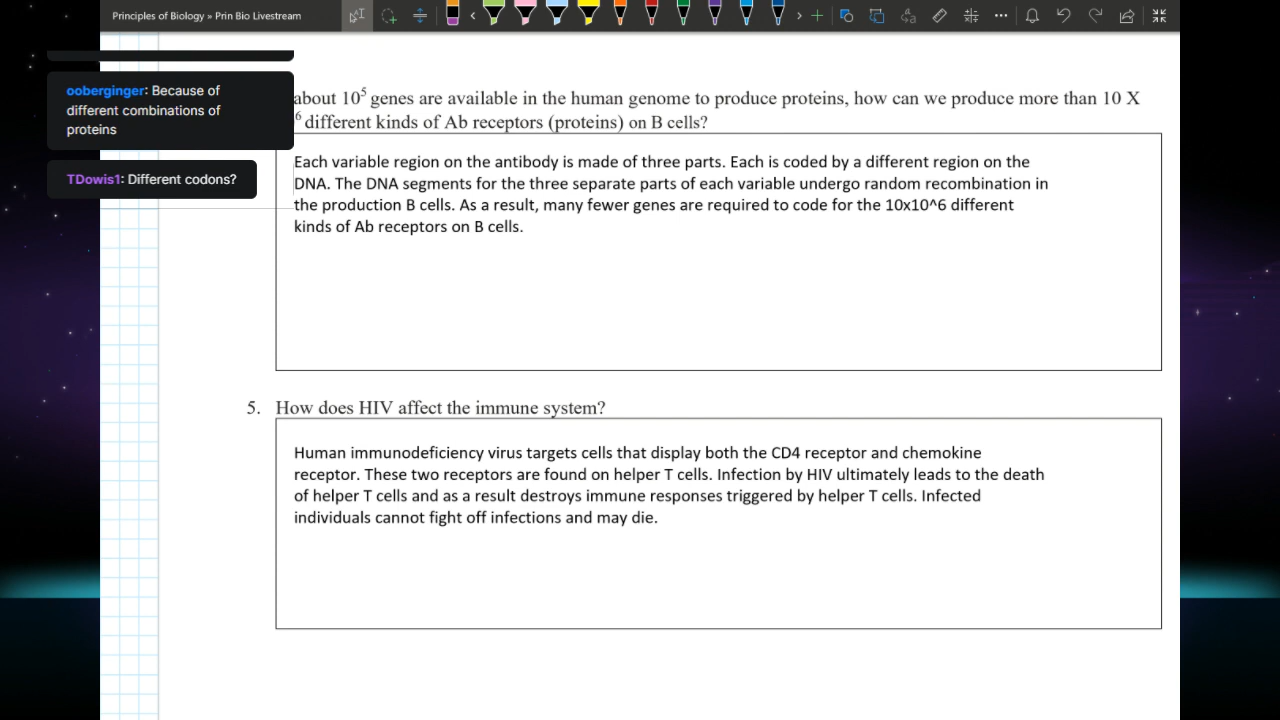 Principles of Biology » Prin Bio Livestream
ooberginger: Because of
different combinations of
proteins
TDowis1: Different codons?
about 10⁵ genes are available in the human genome to produce proteins, how can we produce more than 10 X
⁶ different kinds of Ab receptors (proteins) on B cells?
Each variable region on the antibody is made of three parts. Each is coded by a different region on the
DNA. The DNA segments for the three separate parts of each variable undergo random recombination in
the production B cells. As a result, many fewer genes are required to code for the 10x10^6 different
kinds of Ab receptors on B cells.
5. How does HIV affect the immune system?
Human immunodeficiency virus targets cells that display both the CD4 receptor and chemokine
receptor. These two receptors are found on helper T cells. Infection by HIV ultimately leads to the death
of helper T cells and as a result destroys immune responses triggered by helper T cells. Infected
individuals cannot fight off infections and may die.